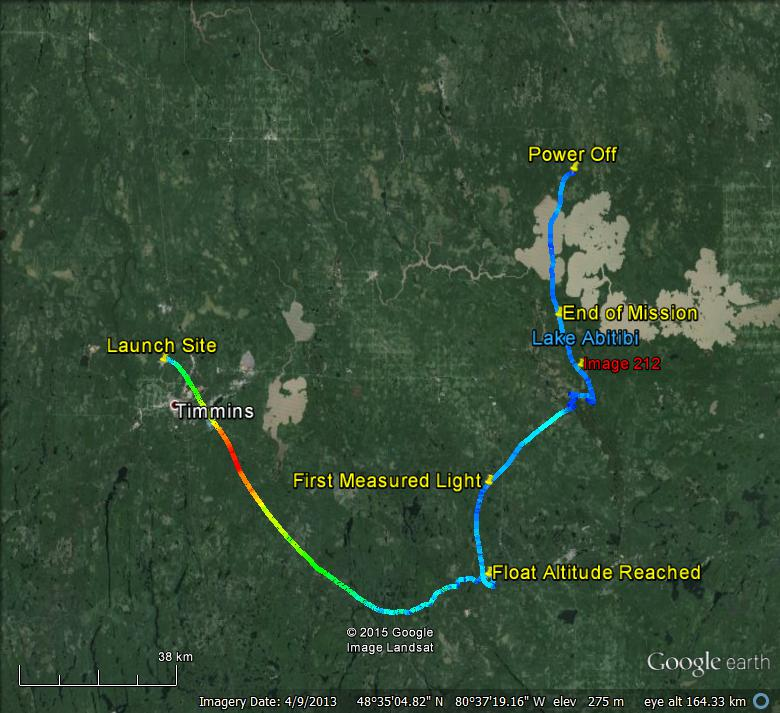 Power Off
End of Mission
Lake Abitibi
Launch Site
Image 212
Timmins
First Measured Light
Float Altitude Reached
© 2015 Google
Image Landsat
38 km
Google earth
Imagery Date: 4/9/2013 48°35'04.82" N 80°37'19.16" W elev 275 m eye alt 164.33 km